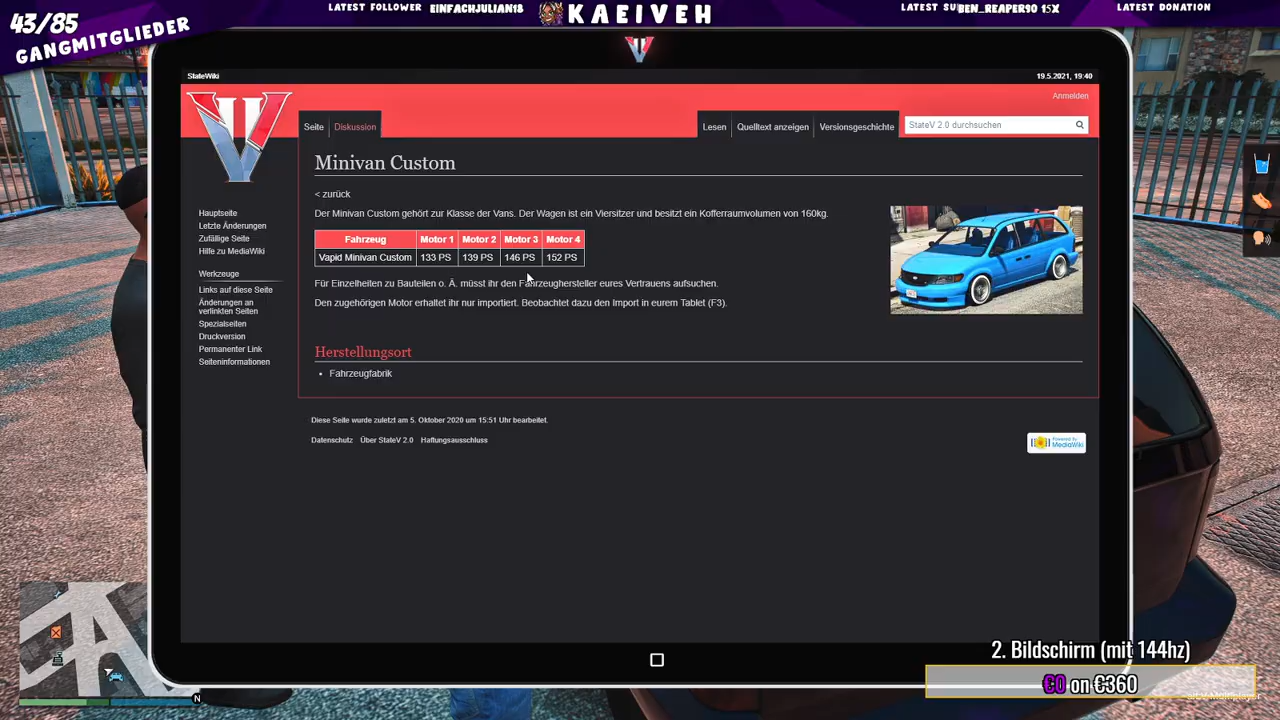 43/85
GANGMITGLIEDER
LATEST FOLLOWER EINFACHJULIAN18
KAEIVEH
LATEST SU BEN_REAPER90 15X
LATEST DONATION
StateWiki
19.5.2021, 19:40
Anmelden
Seite Diskussion
Lesen Quelltext anzeigen Versionsgeschichte
StateV 2.0 durchsuchen
Minivan Custom
< zurück
Der Minivan Custom gehört zur Klasse der Vans. Der Wagen ist ein Viersitzer und besitzt ein Kofferraumvolumen von 160kg.
Fahrzeug Motor 1 Motor 2 Motor 3 Motor 4
Vapid Minivan Custom 133 PS 139 PS 146 PS 152 PS
Für Einzelheiten zu Bauteilen o. Ä. müsst ihr den Fahrzeughersteller eures Vertrauens aufsuchen.
Den zugehörigen Motor erhaltet ihr nur importiert. Beobachtet dazu den Import in eurem Tablet (F3).
Herstellungsort
Fahrzeugfabrik
Hauptseite
Letzte Änderungen
Zufällige Seite
Hilfe zu MediaWiki
Werkzeuge
Links auf diese Seite
Änderungen an
verlinkten Seiten
Spezialseiten
Druckversion
Permanenter Link
Seiteninformationen
Diese Seite wurde zuletzt am 5. Oktober 2020 um 15:51 Uhr bearbeitet.
Datenschutz Über StateV 2.0 Haftungsausschluss
Powered by
MediaWiki
2. Bildschirm (mit 144hz)
€0 on €360
N